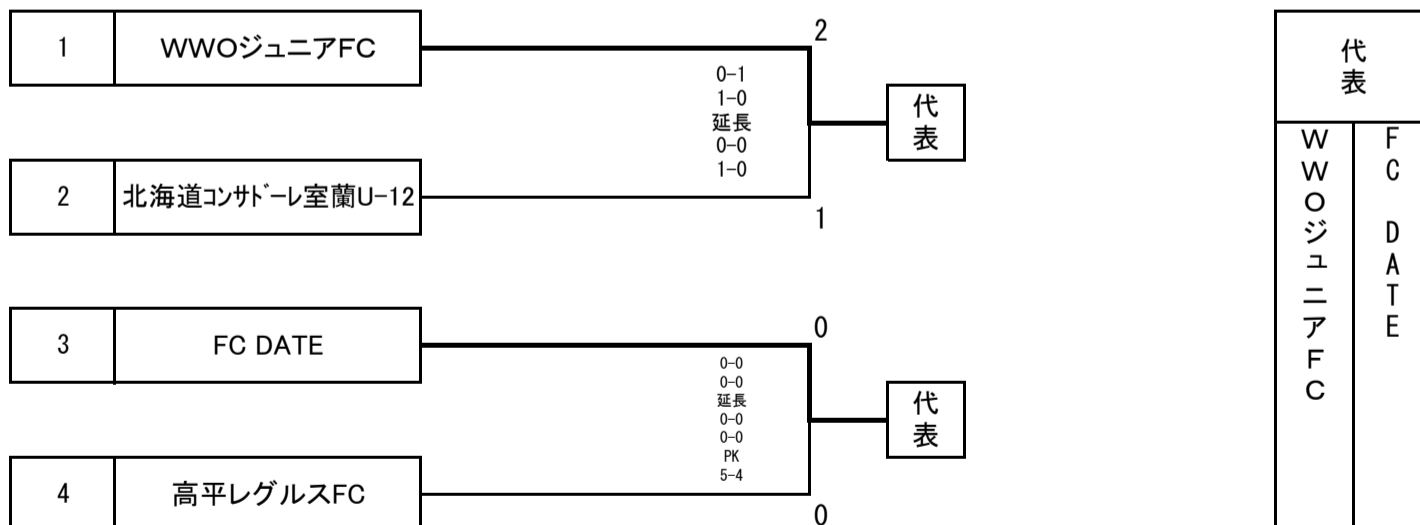 1 WWOジュニアFC
2
0-1
1-0
延長
0-0
1-0
代
表
2 北海道コンサドーレ室蘭U-12
1
3 FC DATE
0
0-0
0-0
延長
0-0
0-0
PK
5-4
代
表
4 高平レグルスFC
0
代
表
WWOジュニアFC
FC DATE